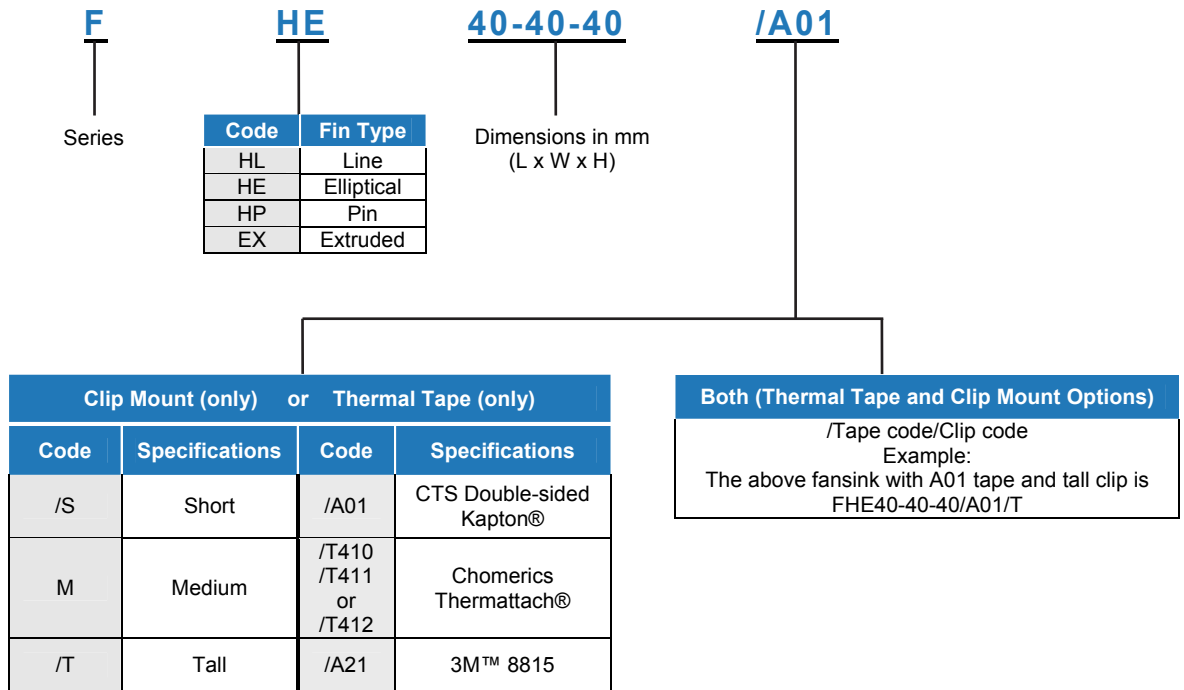 F HE 40-40-40 /A01
Series
Code Fin Type
HL Line
HE Elliptical
HP Pin
EX Extruded
Dimensions in mm
(L x W x H)
Clip Mount (only) or Thermal Tape (only)
Code Specifications Code Specifications
/S Short /A01 CTS Double-sided
Kapton®
M Medium /T410
/T411
or
/T412
Chomerics
Thermattach®
/T Tall /A21 3M™ 8815
Both (Thermal Tape and Clip Mount Options)
/Tape code/Clip code
Example:
The above fansink with A01 tape and tall clip is
FHE40-40-40/A01/T